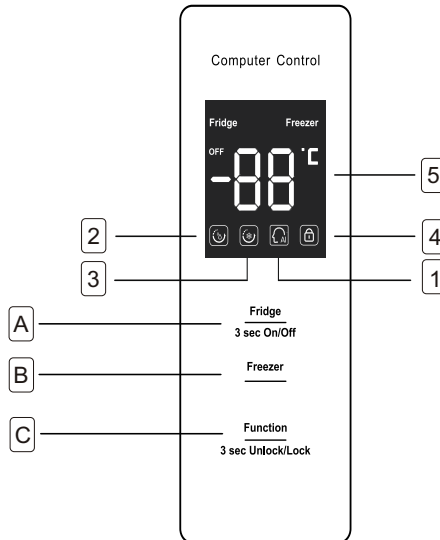 Computer Control
Fridge Freezer
OFF
-88 °C
5
2 AI 4
3 1
A Fridge
3 sec On/Off
B Freezer
C Function
3 sec Unlock/Lock